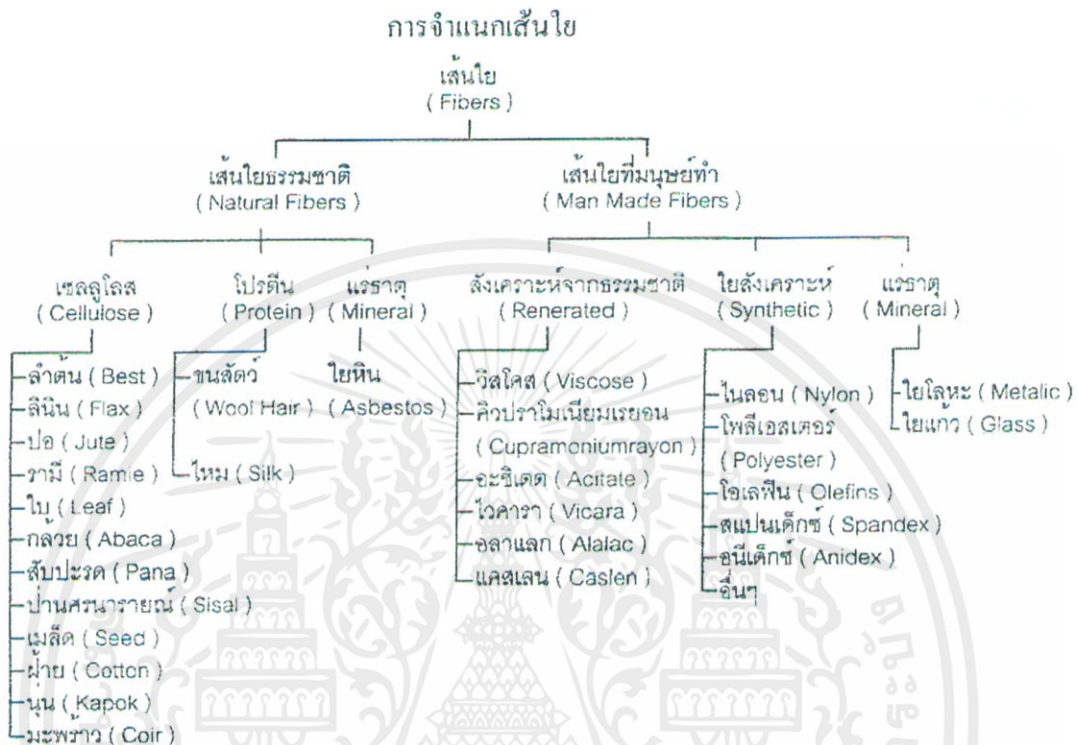 การจำแนกเส้นใย
เส้นใย
( Fibers )
เส้นใยธรรมชาติ
( Natural Fibers )
เส้นใยที่มนุษย์ทำ
( Man Made Fibers )
เซลลูโลส
( Cellulose )
โปรตีน
( Protein )
แร่ธาตุ
( Mineral )
สังเคราะห์จากธรรมชาติ
( Renerated )
ใยสังเคราะห์
( Synthetic )
แร่ธาตุ
( Mineral )
ลำต้น ( Best )
ลินิน ( Flax )
ปอ ( Jute )
รามี ( Ramie )
ใบ ( Leaf )
กล้วย ( Abaca )
สับปะรด ( Pana )
ป่านศรนารายณ์ ( Sisal )
เมล็ด ( Seed )
ฝ้าย ( Cotton )
นุ่น ( Kapok )
มะพร้าว ( Coir )
ขนสัตว์
( Wool Hair )
ไหม ( Silk )
ใยหิน
( Asbestos )
วิสโคส ( Viscose )
คิวปราโมเนียมเรยอน
( Cupramoniumrayon )
อะซิเตด ( Acitate )
ไวคารา ( Vicara )
อลาแลก ( Alalac )
แคสเลน ( Caslen )
ไนลอน ( Nylon )
โพลีเอสเตอร์
( Polyester )
โอเลฟิน ( Olefins )
สแปนเด็กซ์ ( Spandex )
อนีเด็กซ์ ( Anidex )
อื่นๆ
ใยโลหะ ( Metalic )
ใยแก้ว ( Glass )